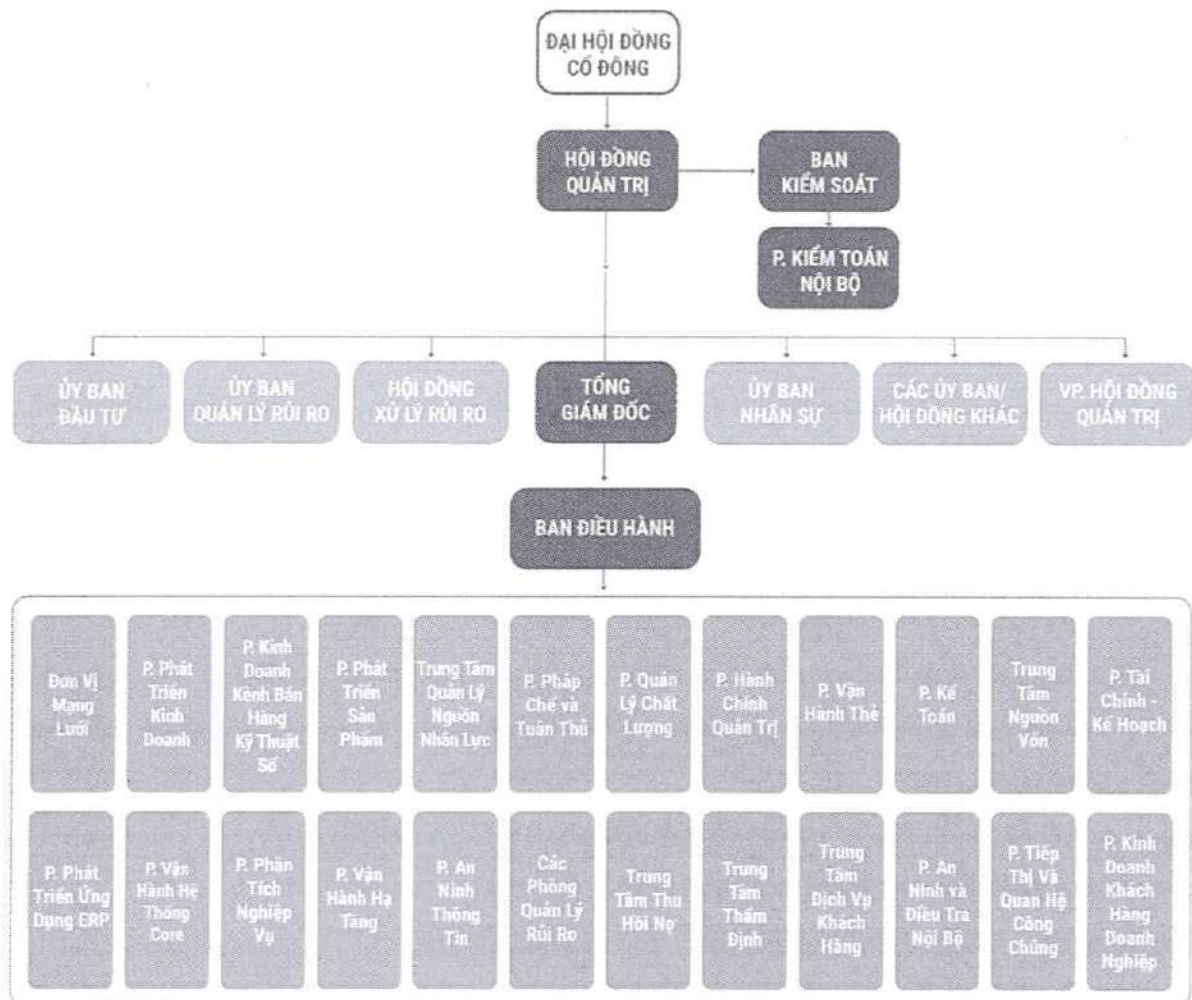 ĐẠI HỘI ĐỒNG
CỔ ĐÔNG
HỘI ĐỒNG
QUẢN TRỊ
BAN
KIỂM SOÁT
P. KIỂM TOÁN
NỘI BỘ
ỦY BAN
ĐẦU TƯ
ỦY BAN
QUẢN LÝ RỦI RO
HỘI ĐỒNG
XỬ LÝ RỦI RO
TỔNG
GIÁM ĐỐC
ỦY BAN
NHÂN SỰ
CÁC ỦY BAN/
HỘI ĐỒNG KHÁC
VP. HỘI ĐỒNG
QUẢN TRỊ
BAN ĐIỀU HÀNH
Đơn Vị
Mạng
Lưới
P. Phát
Triển
Kinh
Doanh
P. Kinh
Doanh
Kênh Bán
Hàng
Kỹ Thuật
Số
P. Phát
Triển
Sản
Phẩm
Trung Tâm
Quản Lý
Nguồn
Nhân Lực
P. Pháp
Chế và
Tuân Thủ
P. Quản
Lý Chất
Lượng
P. Hành
Chính
Quản Trị
P. Vận
Hành Thẻ
P. Kế
Toán
Trung
Tâm
Nguồn
Vốn
P. Tài
Chính -
Kế Hoạch
P. Phát
Triển Ứng
Dụng ERP
P. Vận
Hành Hệ
Thống
Core
P. Phân
Tích
Nghiệp
Vụ
P. Vận
Hành Hạ
Tầng
P. An
Ninh
Thông
Tin
Các
Phòng
Quản Lý
Rủi Ro
Trung
Tâm Thu
Hồi Nợ
Trung
Tâm
Thẩm
Định
Trung
Tâm
Dịch Vụ
Khách
Hàng
P. An
Ninh và
Điều Tra
Nội Bộ
P. Tiếp
Thị Và
Quan Hệ
Công
Chúng
P. Kinh
Doanh
Khách
Hàng
Doanh
Nghiệp